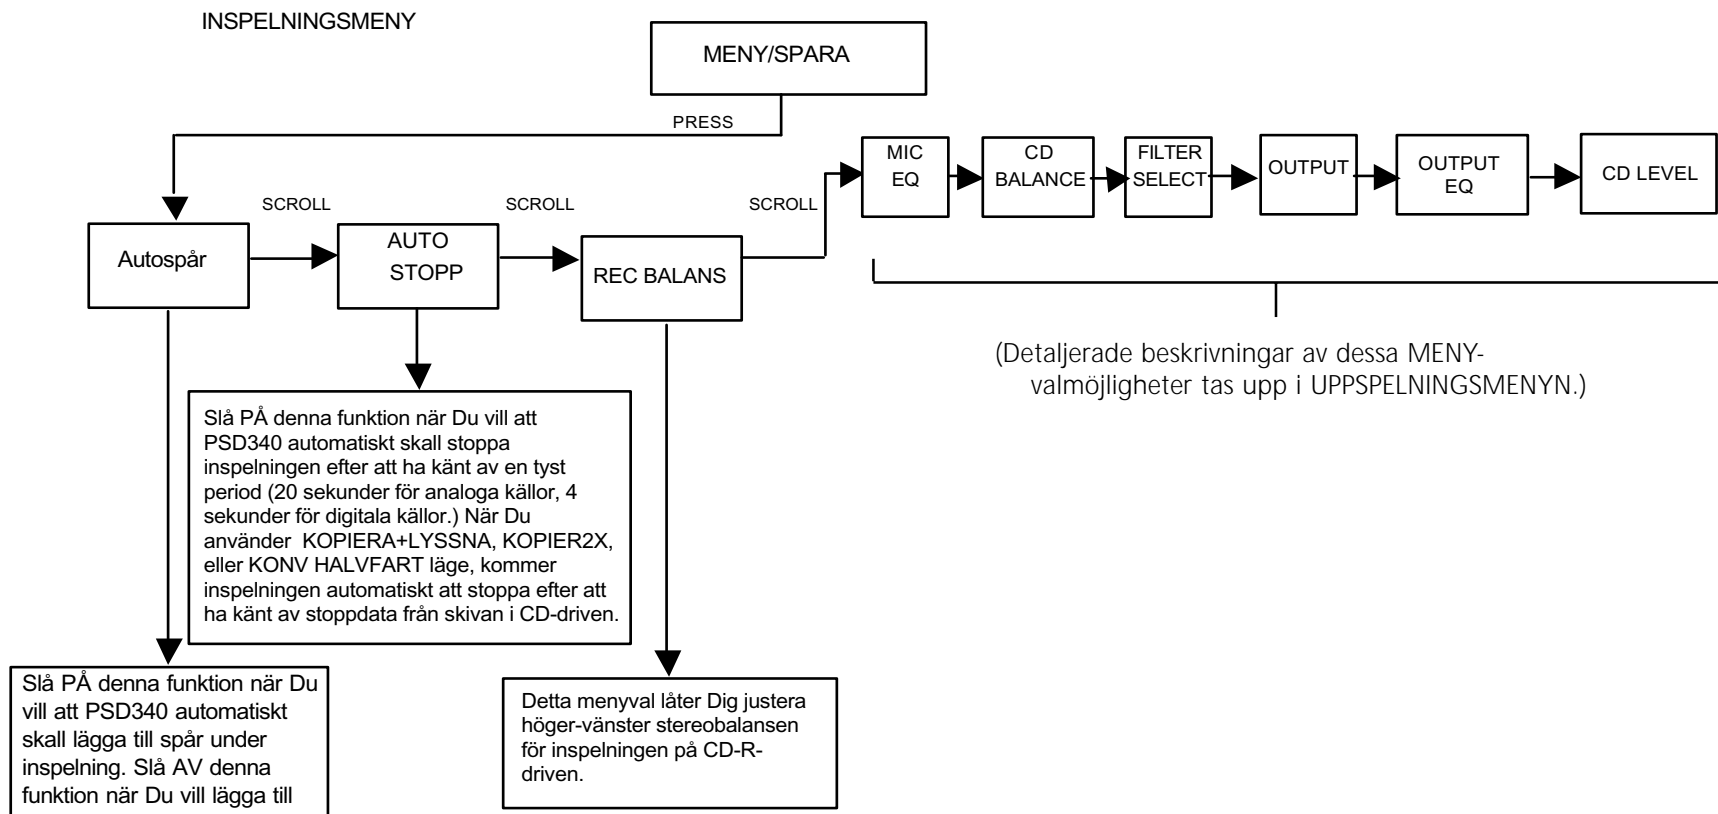 INSPELNINGSMENY
MENY/SPARA
PRESS
MIC
EQ
CD
BALANCE
FILTER
SELECT
OUTPUT
OUTPUT
EQ
CD LEVEL
SCROLL
SCROLL
SCROLL
Autospår
AUTO
STOPP
REC BALANS
(Detaljerade beskrivningar av dessa MENY-
valmöjligheter tas upp i UPPSPELNINGSMENYN.)
Slå PÅ denna funktion när Du vill att
PSD340 automatiskt skall stoppa
inspelningen efter att ha känt av en tyst
period (20 sekunder för analoga källor, 4
sekunder för digitala källor.) När Du
använder KOPIERA+LYSSNA, KOPIER2X,
eller KONV HALVFART läge, kommer
inspelningen automatiskt att stoppa efter att
ha känt av stoppdata från skivan i CD-driven.
Slå PÅ denna funktion när Du
vill att PSD340 automatiskt
skall lägga till spår under
inspelning. Slå AV denna
funktion när Du vill lägga till
Detta menyval låter Dig justera
höger-vänster stereobalansen
för inspelningen på CD-R-
driven.